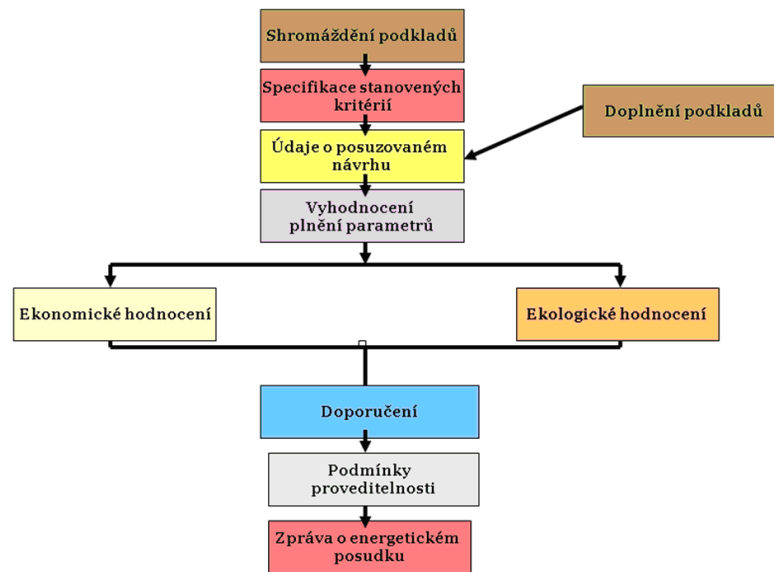 Shromáždění podkladů
Specifikace stanovených
kritérií
Doplnění podkladů
Údaje o posuzovaném
návrhu
Vyhodnocení
plnění parametrů
Ekonomické hodnocení
Ekologické hodnocení
Doporučení
Podmínky
proveditelnosti
Zpráva o energetickém
posudku